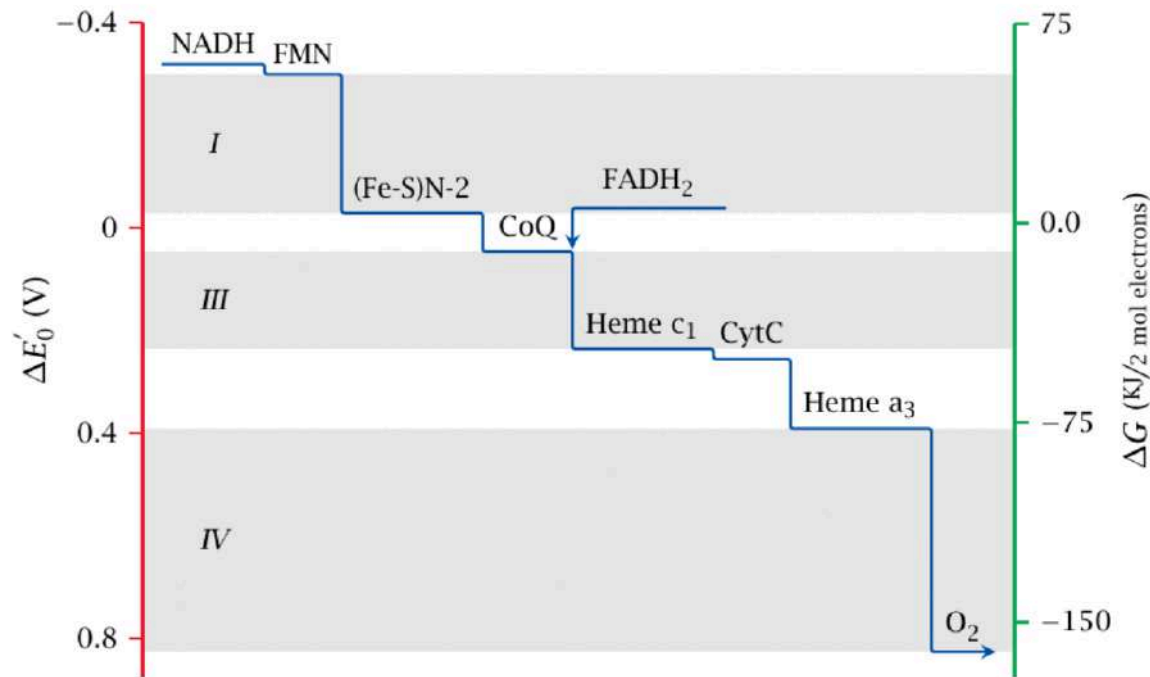 −0.4
75
NADH
FMN
I
(Fe-S)N-2
FADH₂
0
0.0
CoQ
III
Heme c₁
CytC
ΔE′₀ (V)
ΔG (KJ/2 mol electrons)
Heme a₃
0.4
−75
IV
O₂
0.8
−150